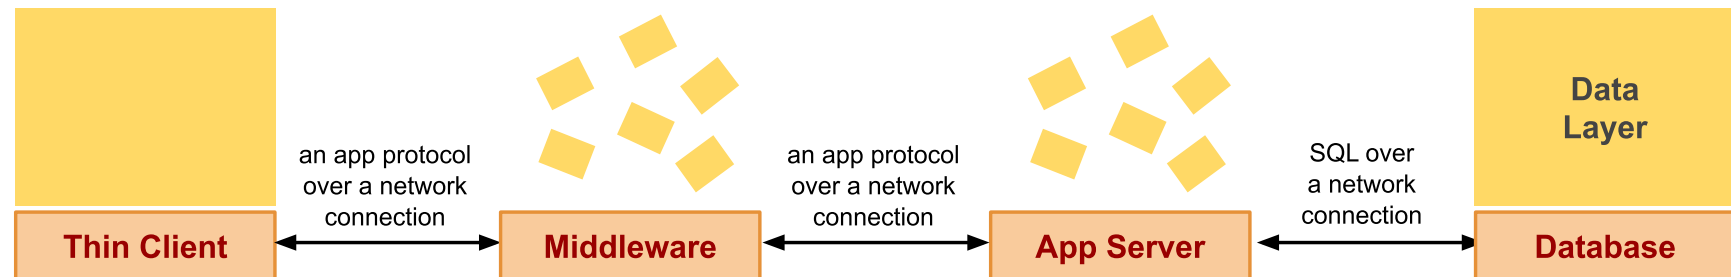 Data
Layer
an app protocol
over a network
connection
an app protocol
over a network
connection
SQL over
a network
connection
Thin Client
Middleware
App Server
Database